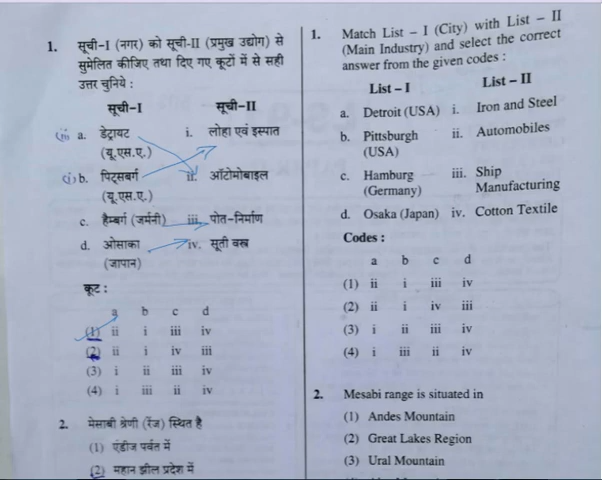 1. सूची-I (नगर) को सूची-II (प्रमुख उद्योग) से
सुमेलित कीजिए तथा दिए गए कूटों में से सही
उत्तर चुनिये :
सूची-I सूची-II
(ii) a. डेट्रायट i. लोहा एवं इस्पात
(यू.एस.ए.)
(i) b. पिट्सबर्ग ii. ऑटोमोबाइल
(यू.एस.ए.)
c. हैम्बर्ग (जर्मनी) iii. पोत-निर्माण
d. ओसाका iv. सूती वस्त्र
(जापान)
कूट :
a b c d
(1) ii i iii iv
(2) ii i iv iii
(3) i ii iii iv
(4) i iii ii iv
2. मेसाबी श्रेणी (रेंज) स्थित है
(1) एंडीज पर्वत में
(2) महान झील प्रदेश में
1. Match List – I (City) with List – II
(Main Industry) and select the correct
answer from the given codes :
List – I List – II
a. Detroit (USA) i. Iron and Steel
b. Pittsburgh ii. Automobiles
(USA)
c. Hamburg iii. Ship
(Germany) Manufacturing
d. Osaka (Japan) iv. Cotton Textile
Codes :
a b c d
(1) ii i iii iv
(2) ii i iv iii
(3) i ii iii iv
(4) i iii ii iv
2. Mesabi range is situated in
(1) Andes Mountain
(2) Great Lakes Region
(3) Ural Mountain